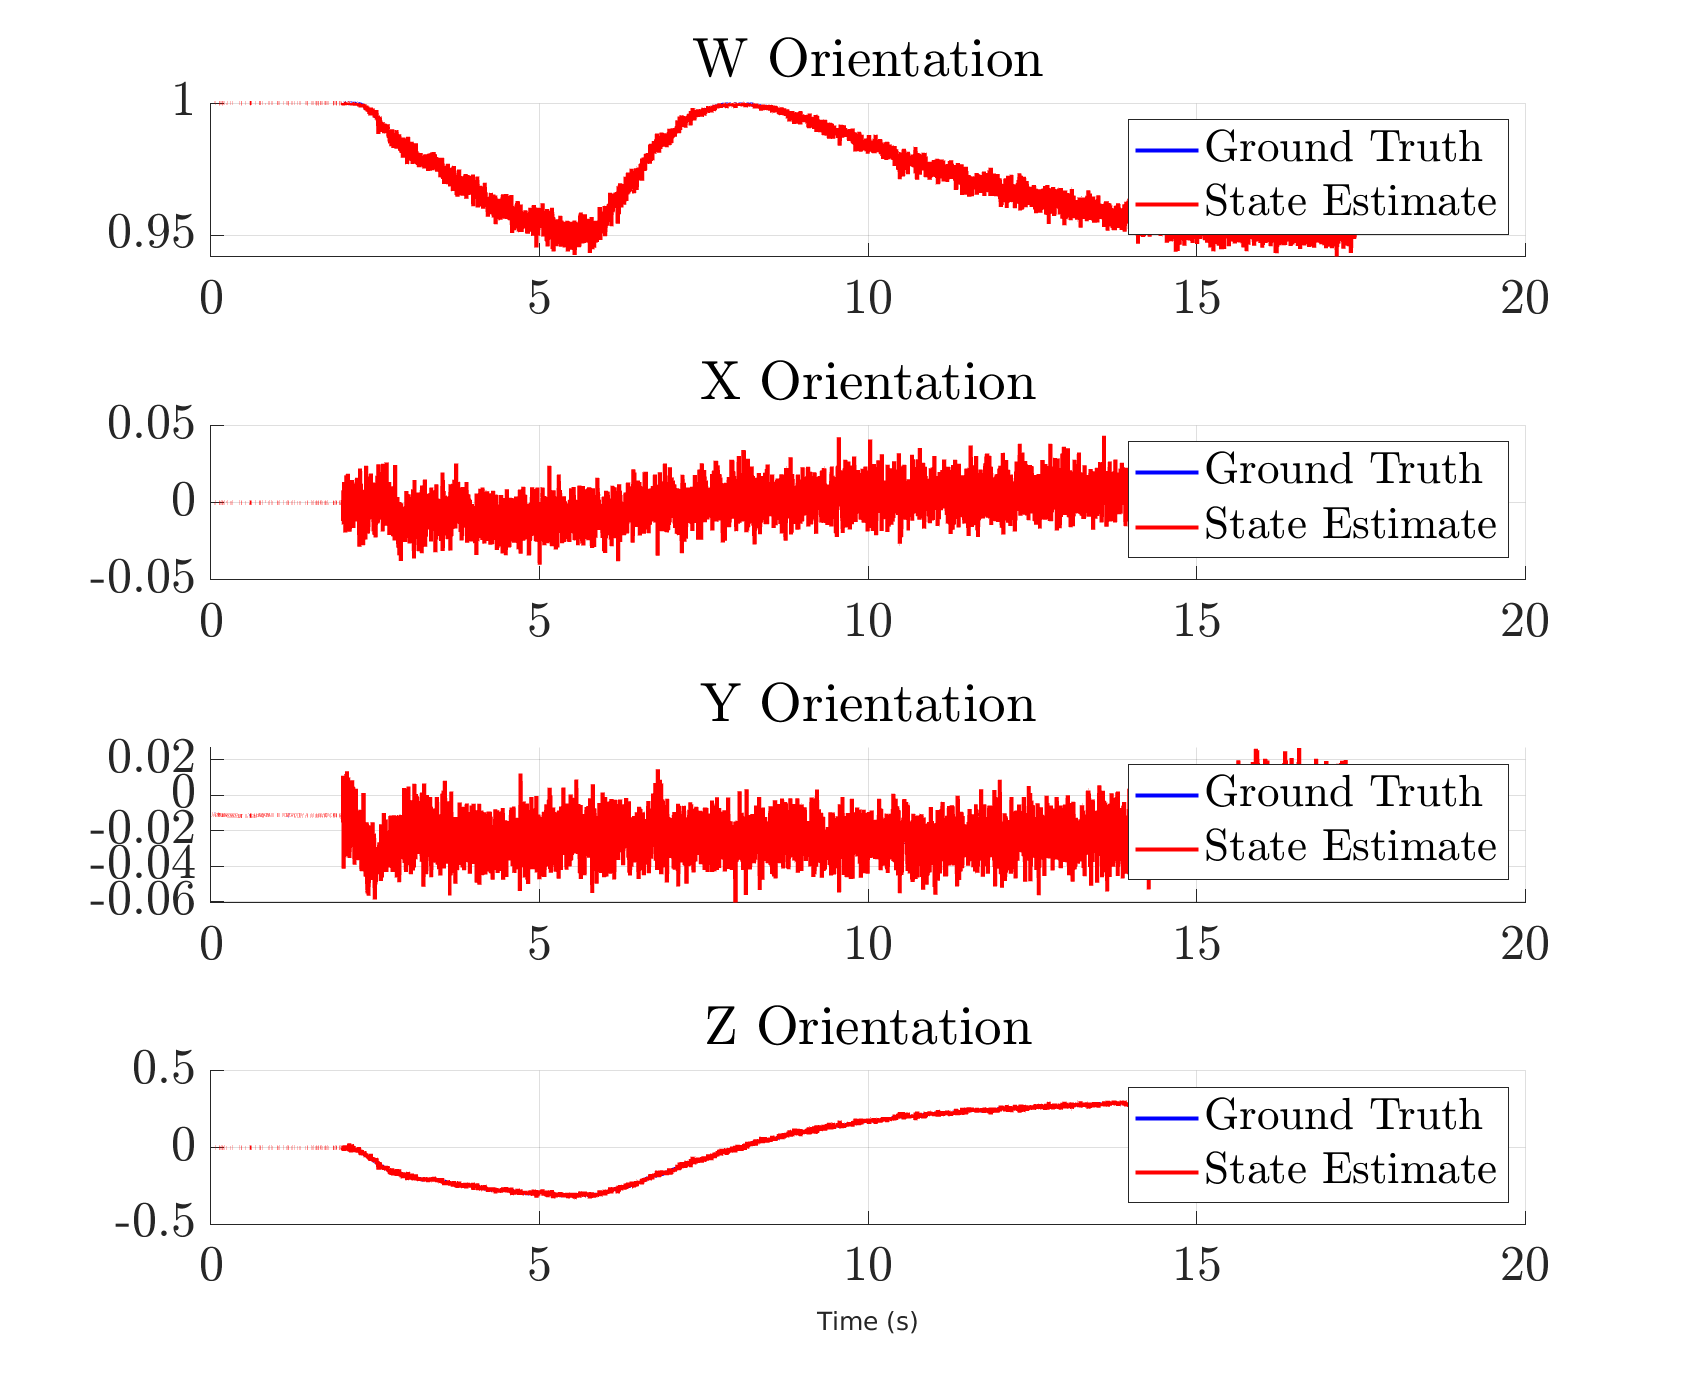 W Orientation
1
0.95
Ground Truth
State Estimate
0 5 10 15 20
X Orientation
0.05
0
-0.05
Ground Truth
State Estimate
0 5 10 15 20
Y Orientation
0.02
0
-0.02
-0.04
-0.06
Ground Truth
State Estimate
0 5 10 15 20
Z Orientation
0.5
0
-0.5
Ground Truth
State Estimate
0 5 10 15 20
Time (s)